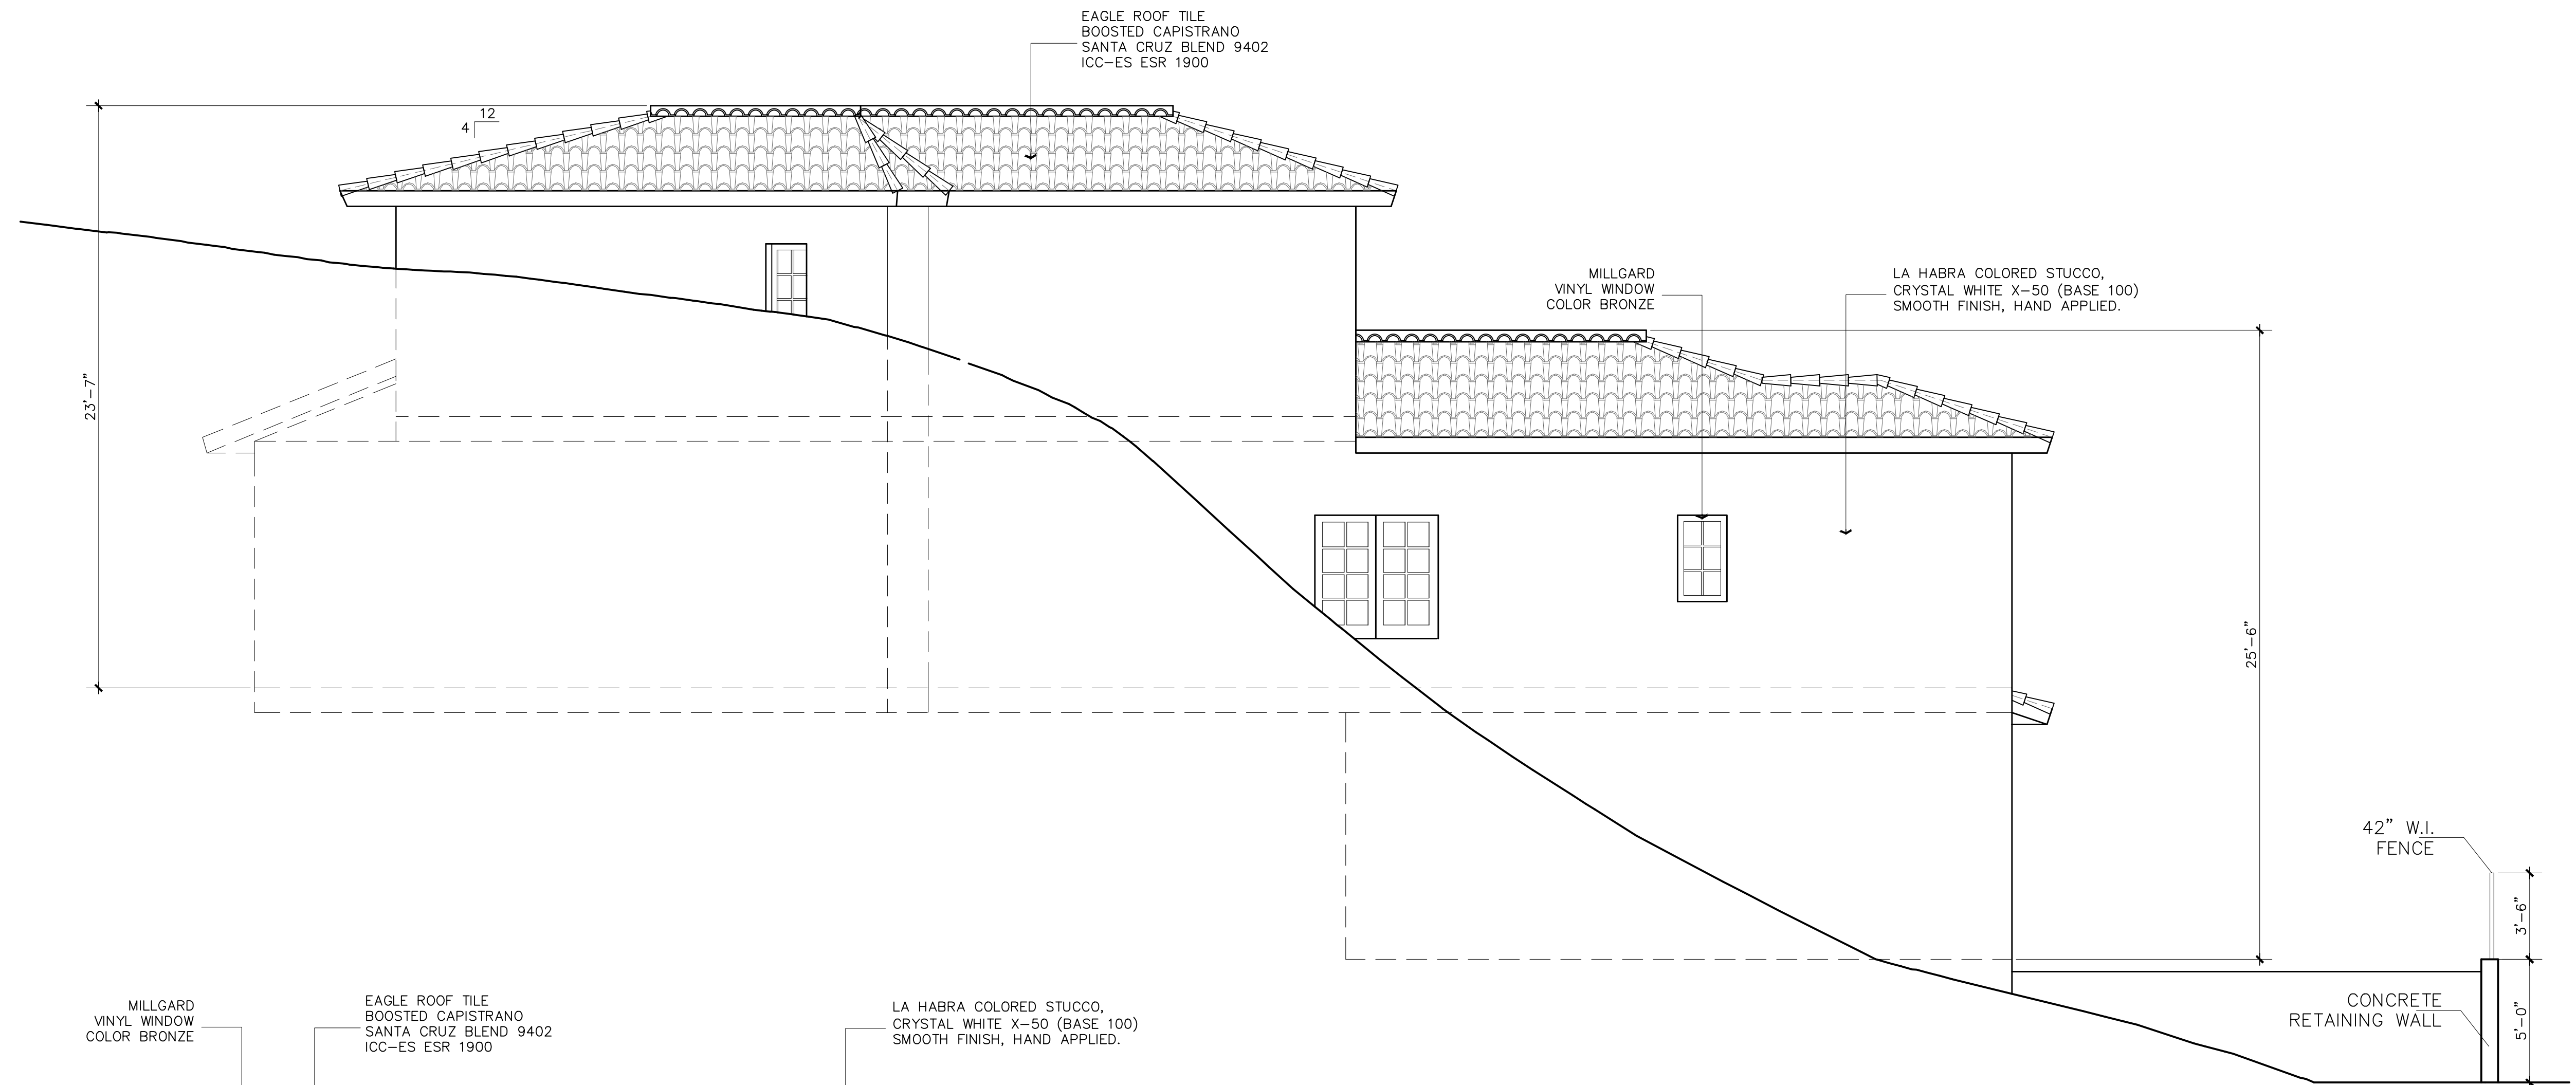 EAGLE ROOF TILE
BOOSTED CAPISTRANO
SANTA CRUZ BLEND 9402
ICC-ES ESR 1900
12
4
23'-7"
MILLGARD
VINYL WINDOW
COLOR BRONZE
LA HABRA COLORED STUCCO,
CRYSTAL WHITE X-50 (BASE 100)
SMOOTH FINISH, HAND APPLIED.
25'-6"
42" W.I.
FENCE
3'-6"
CONCRETE
RETAINING WALL
5'-0"
MILLGARD
VINYL WINDOW
COLOR BRONZE
EAGLE ROOF TILE
BOOSTED CAPISTRANO
SANTA CRUZ BLEND 9402
ICC-ES ESR 1900
LA HABRA COLORED STUCCO,
CRYSTAL WHITE X-50 (BASE 100)
SMOOTH FINISH, HAND APPLIED.